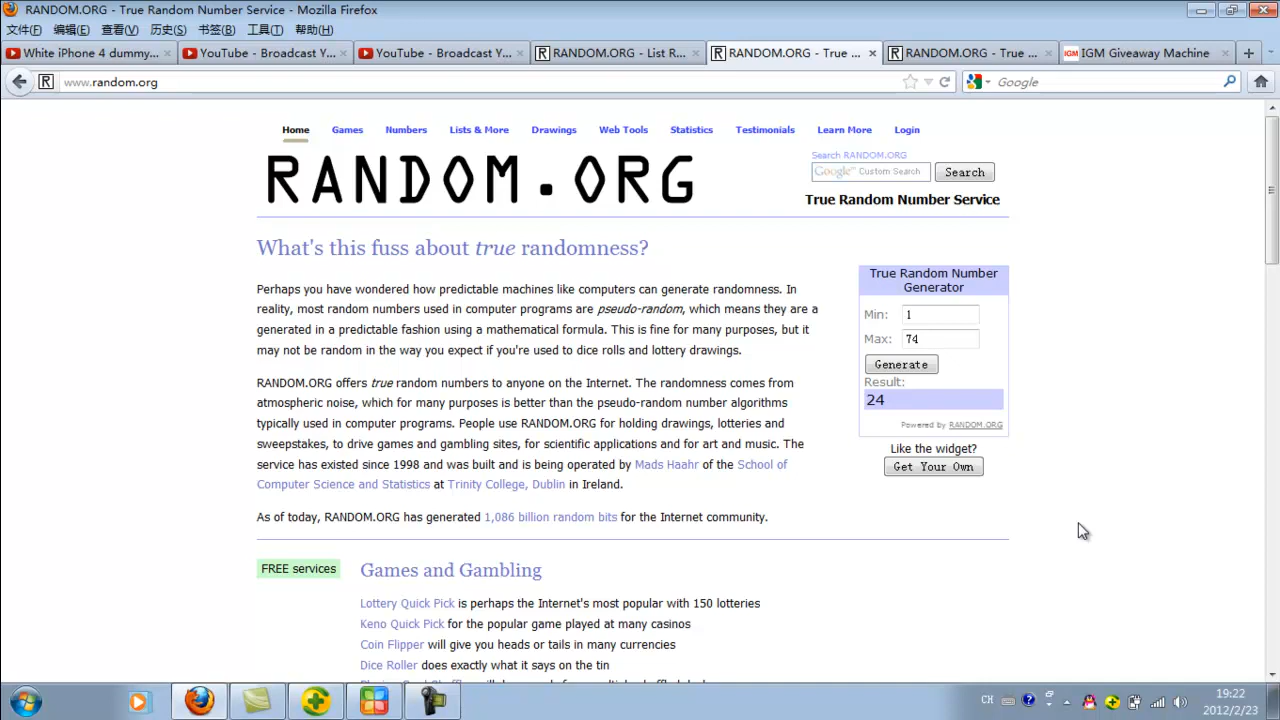 RANDOM.ORG - True Random Number Service - Mozilla Firefox
文件(F) 编辑(E) 查看(V) 历史(S) 书签(B) 工具(T) 帮助(H)
White iPhone 4 dummy... YouTube - Broadcast Y... YouTube - Broadcast Y... RANDOM.ORG - List R... RANDOM.ORG - True ... RANDOM.ORG - True ... IGM IGM Giveaway Machine
R www.random.org Google
Home Games Numbers Lists & More Drawings Web Tools Statistics Testimonials Learn More Login
RANDOM.ORG
Search RANDOM.ORG
Google Custom Search Search
True Random Number Service
What's this fuss about true randomness?
Perhaps you have wondered how predictable machines like computers can generate randomness. In
reality, most random numbers used in computer programs are pseudo-random, which means they are
generated in a predictable fashion using a mathematical formula. This is fine for many purposes, but it
may not be random in the way you expect if you're used to dice rolls and lottery drawings.
RANDOM.ORG offers true random numbers to anyone on the Internet. The randomness comes from
atmospheric noise, which for many purposes is better than the pseudo-random number algorithms
typically used in computer programs. People use RANDOM.ORG for holding drawings, lotteries and
sweepstakes, to drive games and gambling sites, for scientific applications and for art and music. The
service has existed since 1998 and was built and is being operated by Mads Haahr of the School of
Computer Science and Statistics at Trinity College, Dublin in Ireland.
As of today, RANDOM.ORG has generated 1,086 billion random bits for the Internet community.
True Random Number
Generator
Min: 1
Max: 74
Generate
Result:
24
Powered by RANDOM.ORG
Like the widget?
Get Your Own
FREE services
Games and Gambling
Lottery Quick Pick is perhaps the Internet's most popular with 150 lotteries
Keno Quick Pick for the popular game played at many casinos
Coin Flipper will give you heads or tails in many currencies
Dice Roller does exactly what it says on the tin
CH
19:22
2012/2/23